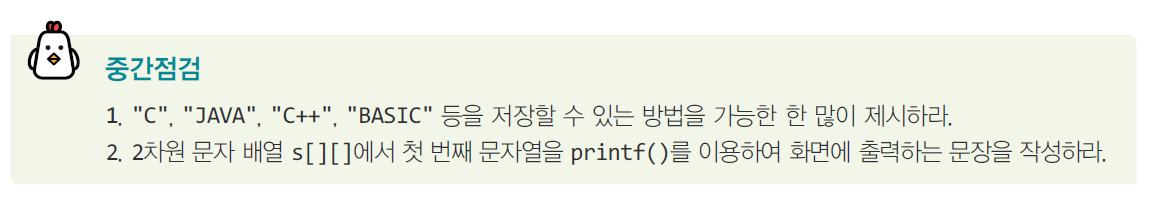 중간점검
1. "C", "JAVA", "C++", "BASIC" 등을 저장할 수 있는 방법을 가능한 한 많이 제시하라.
2. 2차원 문자 배열 s[][]에서 첫 번째 문자열을 printf()를 이용하여 화면에 출력하는 문장을 작성하라.